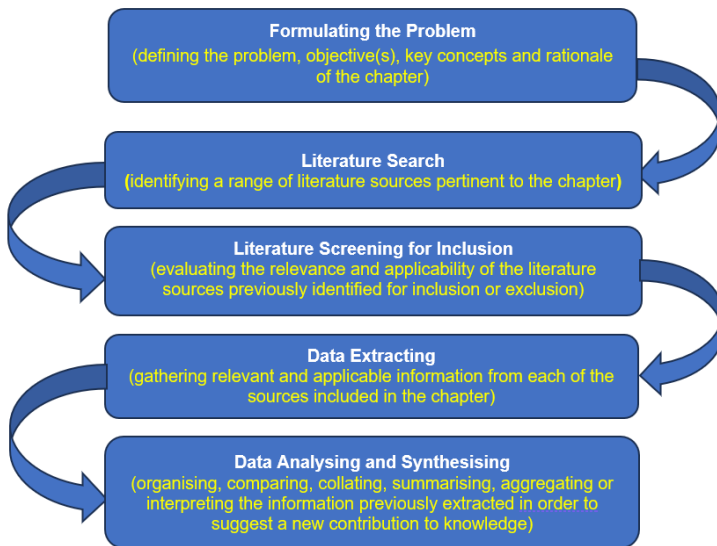 Formulating the Problem
(defining the problem, objective(s), key concepts and rationale
of the chapter)
Literature Search
(identifying a range of literature sources pertinent to the chapter)
Literature Screening for Inclusion
(evaluating the relevance and applicability of the literature
sources previously identified for inclusion or exclusion)
Data Extracting
(gathering relevant and applicable information from each of the
sources included in the chapter)
Data Analysing and Synthesising
(organising, comparing, collating, summarising, aggregating or
interpreting the information previously extracted in order to
suggest a new contribution to knowledge)